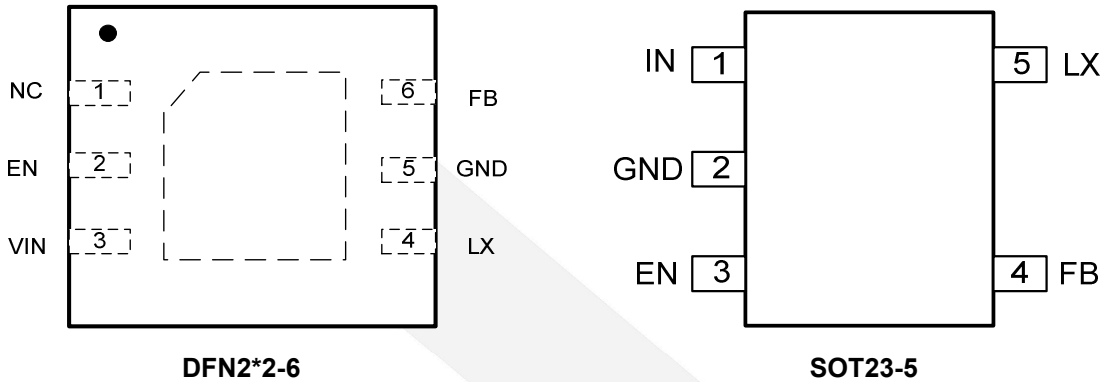 NC 1 6 FB
EN 2 5 GND
VIN 3 4 LX
DFN2*2-6
IN 1 5 LX
GND 2
EN 3 4 FB
SOT23-5